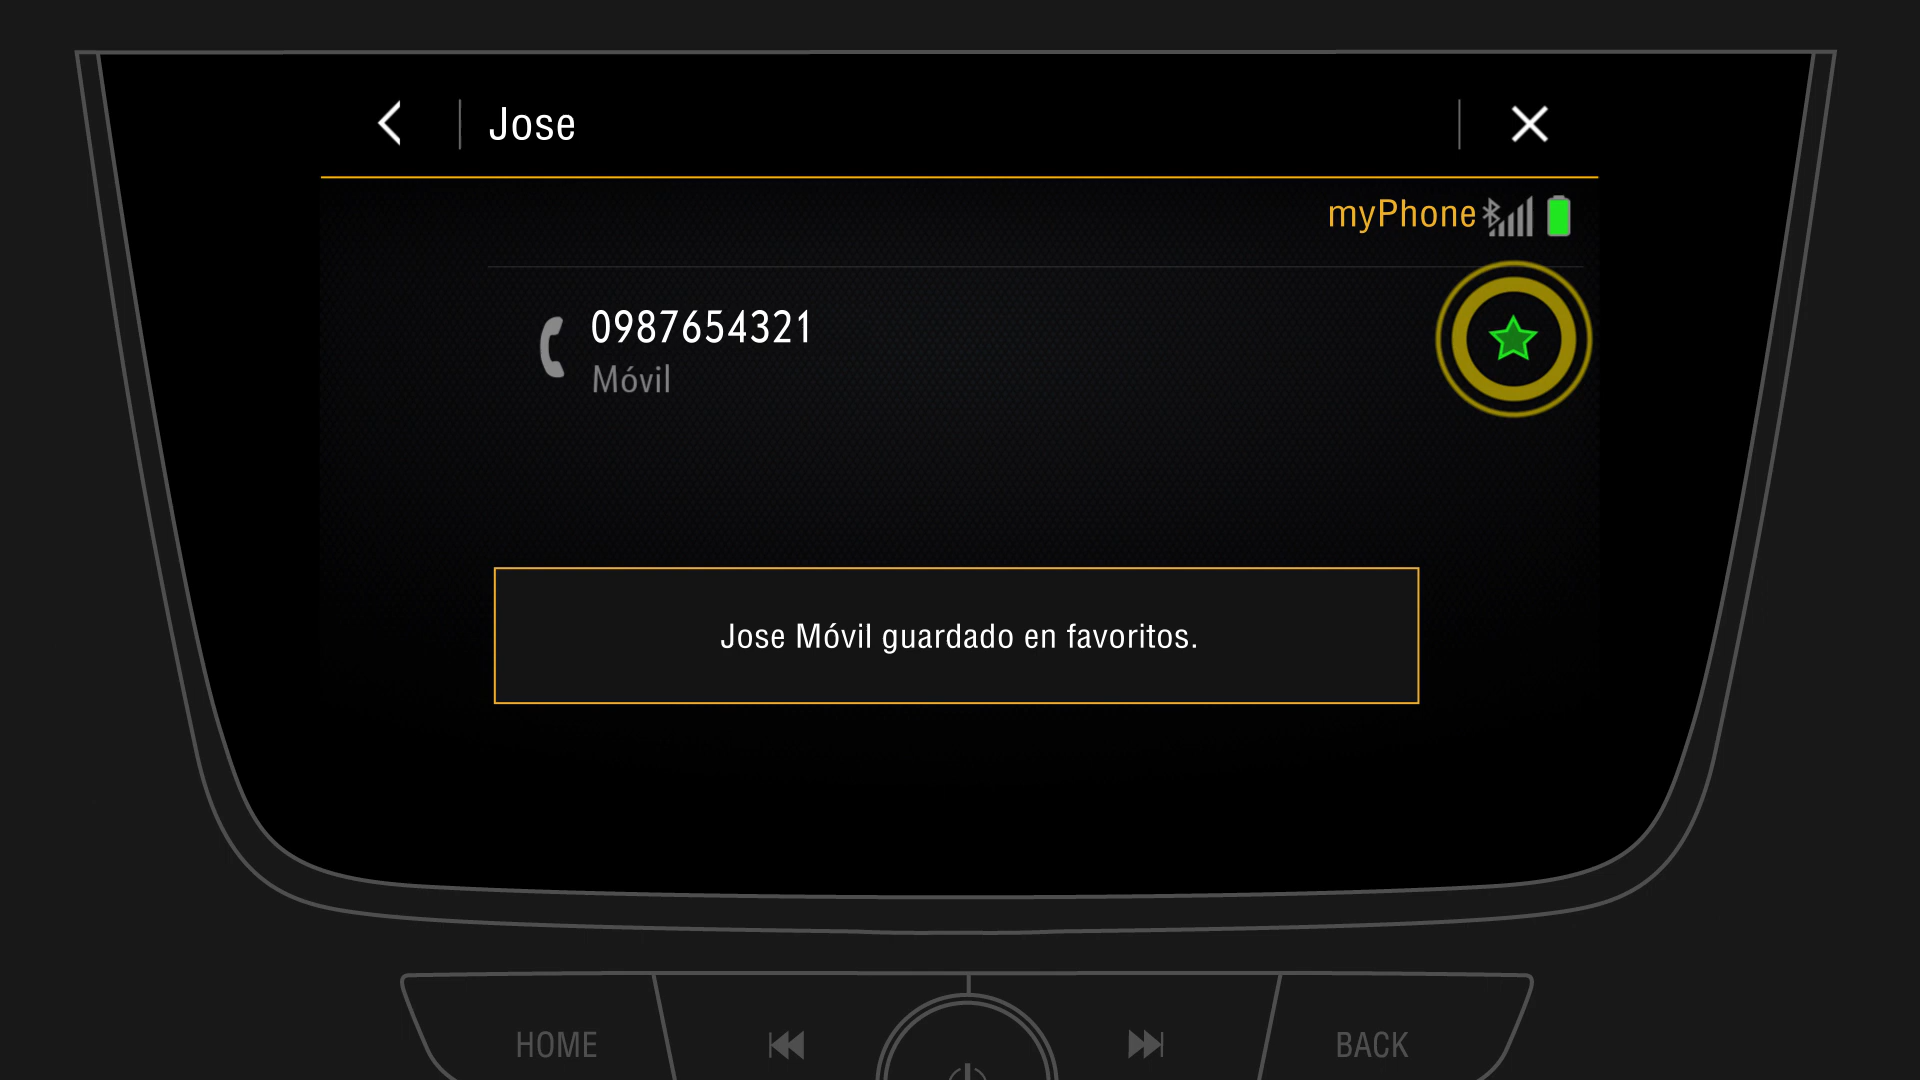 Jose
myPhone
0987654321
Móvil
Jose Móvil guardado en favoritos.
HOME
BACK